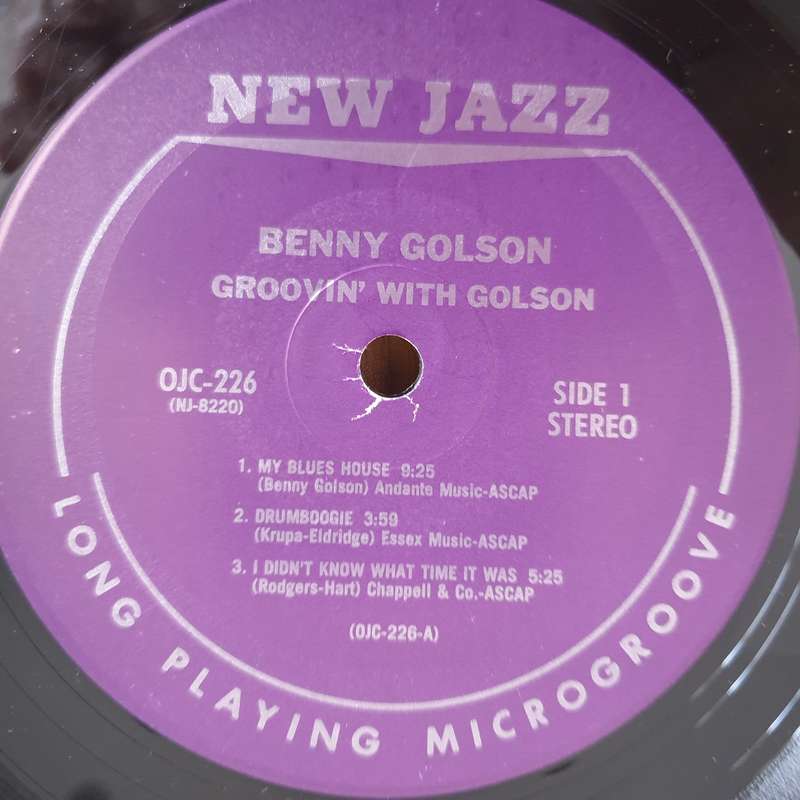 NEW JAZZ
BENNY GOLSON
GROOVIN' WITH GOLSON
OJC-226
(NJ-8220)
SIDE 1
STEREO
1. MY BLUES HOUSE 9:25
(Benny Golson) Andante Music-ASCAP
2. DRUMBOOGIE 3:59
(Krupa-Eldridge) Essex Music-ASCAP
3. I DIDN'T KNOW WHAT TIME IT WAS 5:25
(Rodgers-Hart) Chappell & Co.-ASCAP
(OJC-226-A)
LONG PLAYING MICROGROOVE